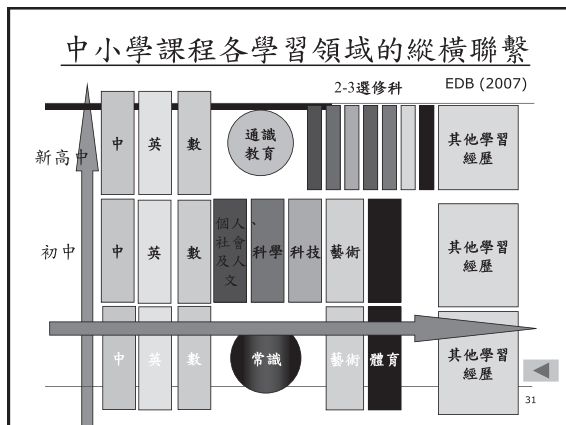 中小學課程各學習領域的縱橫聯繫
2-3選修科
EDB (2007)
新高中
中
英
數
通識
教育
其他學習
經歷
初中
中
英
數
個人、
社會
及人
文
科學
科技
藝術
其他學習
經歷
中
英
數
常識
藝術
體育
其他學習
經歷
31